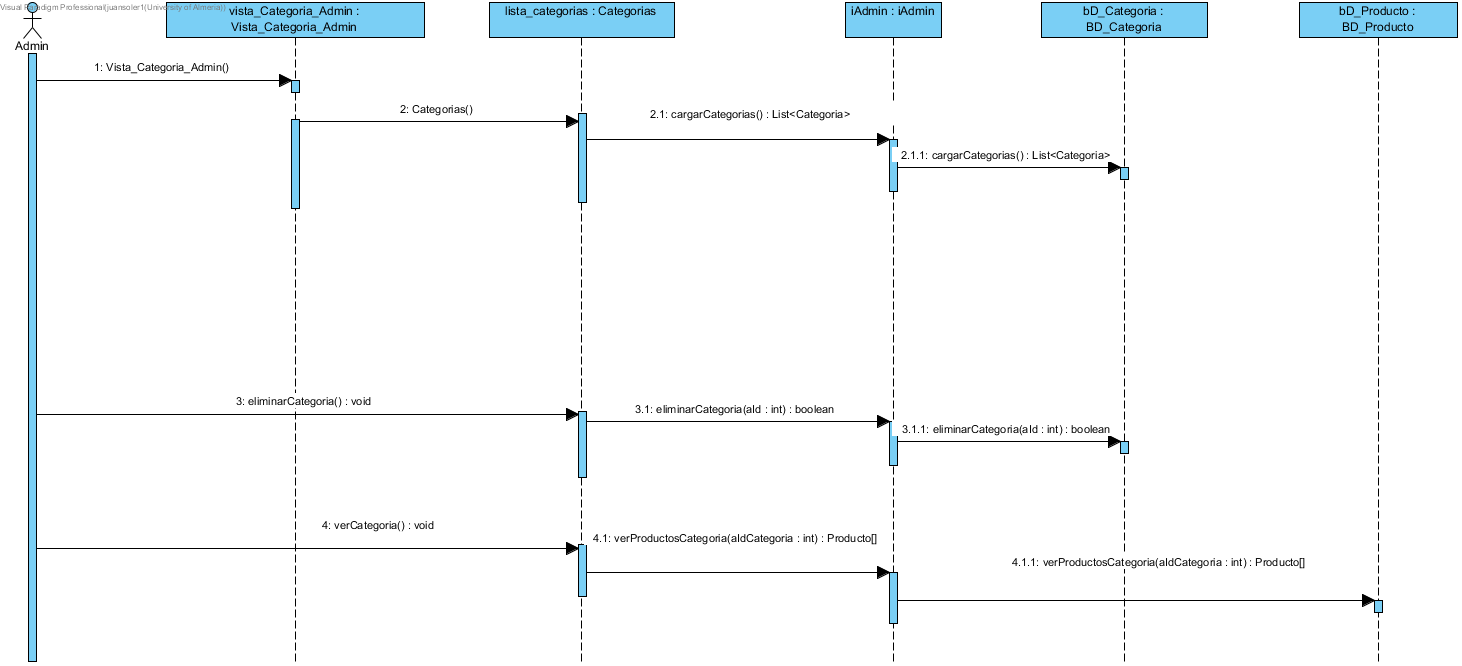 Visual Paradigm Professional(juansoler1(University of Almeria))
Admin
vista_Categoria_Admin :
Vista_Categoria_Admin
lista_categorias : Categorias
iAdmin : iAdmin
bD_Categoria :
BD_Categoria
bD_Producto :
BD_Producto
1: Vista_Categoria_Admin()
2: Categorias()
2.1: cargarCategorias() : List<Categoria>
2.1.1: cargarCategorias() : List<Categoria>
3: eliminarCategoria() : void
3.1: eliminarCategoria(aId : int) : boolean
3.1.1: eliminarCategoria(aId : int) : boolean
4: verCategoria() : void
4.1: verProductosCategoria(aIdCategoria : int) : Producto[]
4.1.1: verProductosCategoria(aIdCategoria : int) : Producto[]